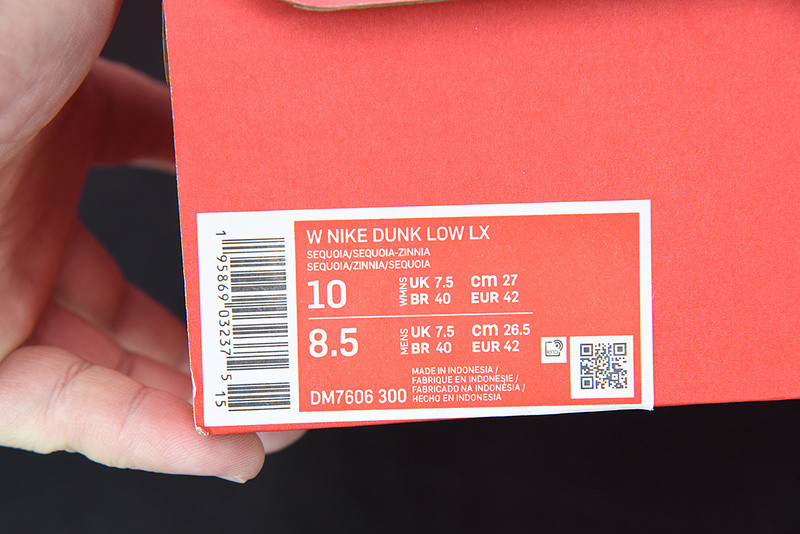 W NIKE DUNK LOW LX
SEQUOIA/SEQUOIA-ZINNIA
SEQUOIA/ZINNIA/SEQUOIA
10 WMNS UK 7.5 cm 27
BR 40 EUR 42
8.5 MENS UK 7.5 cm 26.5
BR 40 EUR 42
DM7606 300
MADE IN INDONESIA /
FABRIQUE EN INDONESIE /
FABRICADO NA INDONÉSIA /
HECHO EN INDONESIA
1 95869 03237 5 15